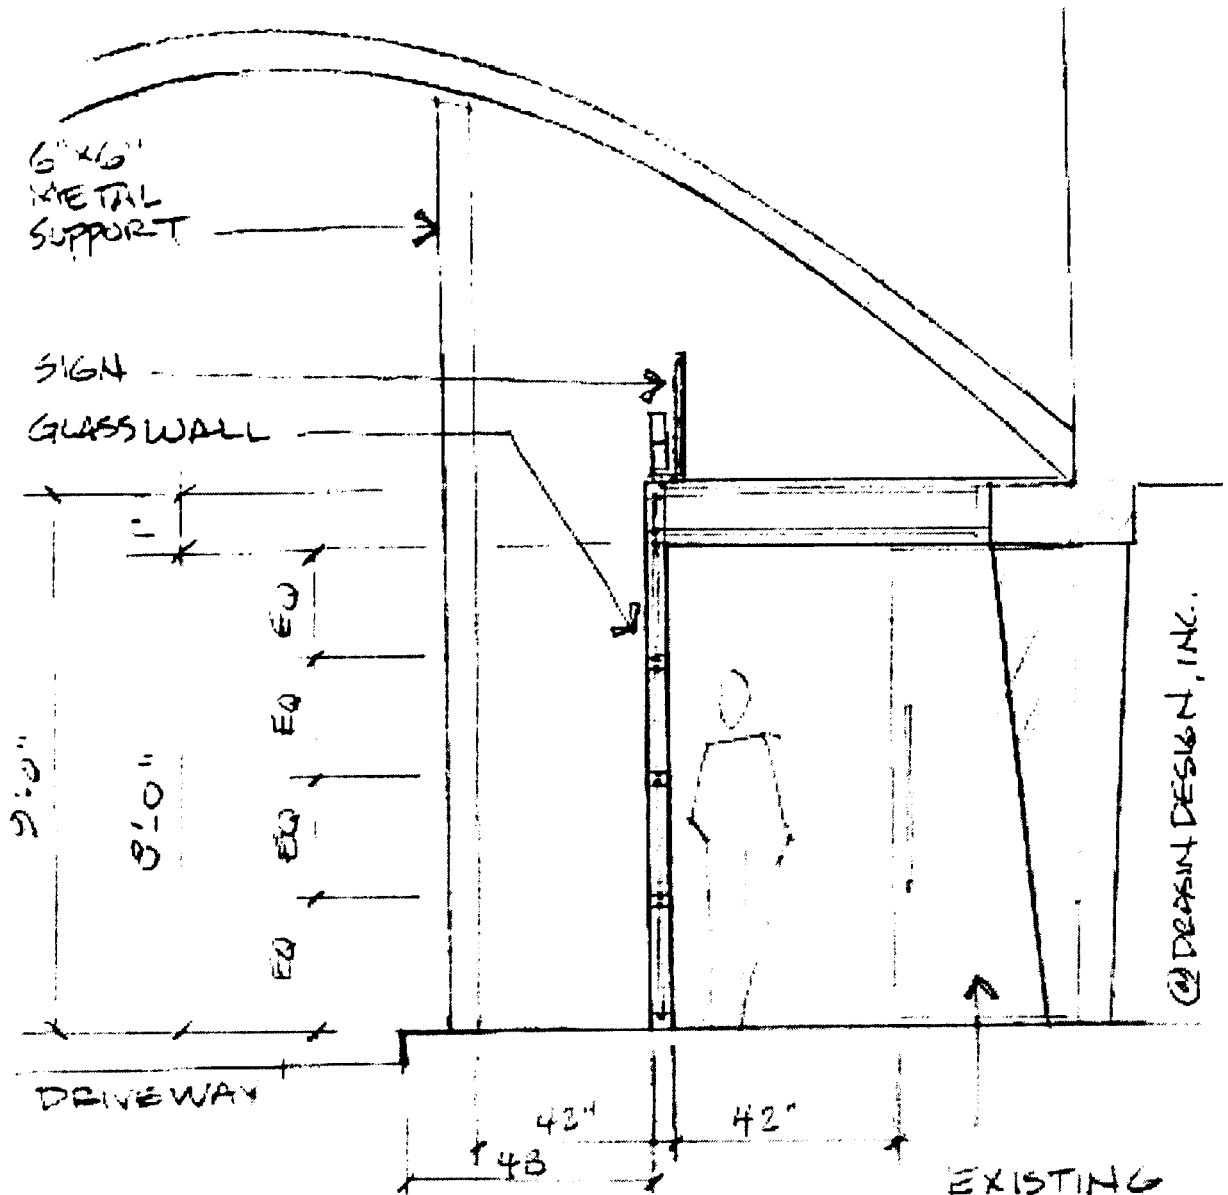 6"x6"
METAL
SUPPORT
SIGN
GLASS WALL
1'
EQ
EQ
EQ
EQ
9'-0"
8'-0"
DRIVEWAY
42"
42"
48
EXISTING
@DRASIN DESIGN, INC.